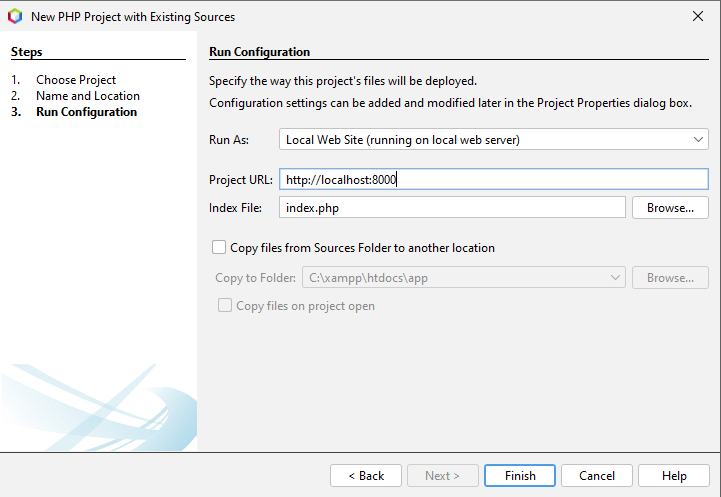 New PHP Project with Existing Sources
Steps
1. Choose Project
2. Name and Location
3. Run Configuration
Run Configuration
Specify the way this project's files will be deployed.
Configuration settings can be added and modified later in the Project Properties dialog box.
Run As: Local Web Site (running on local web server)
Project URL: http://localhost:8000
Index File: index.php Browse...
Copy files from Sources Folder to another location
Copy to Folder: C:\xampp\htdocs\app Browse...
Copy files on project open
< Back Next > Finish Cancel Help